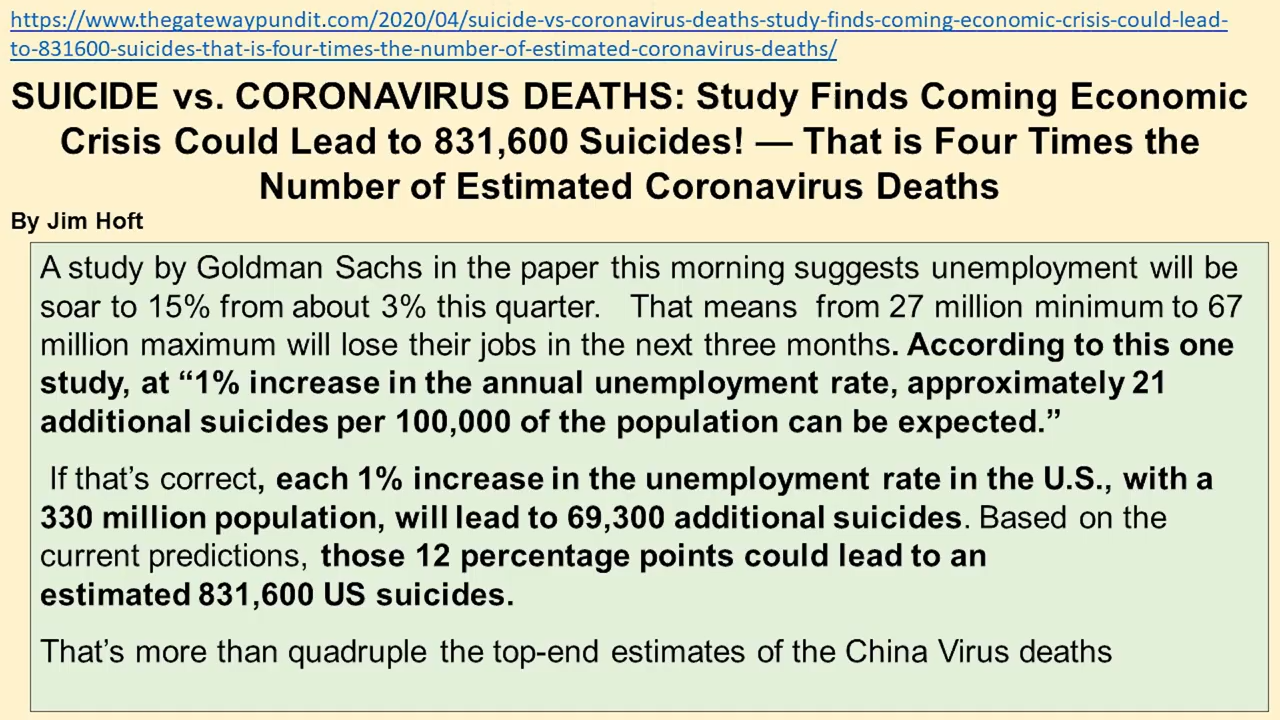 https://www.thegatewaypundit.com/2020/04/suicide-vs-coronavirus-deaths-study-finds-coming-economic-crisis-could-lead-
to-831600-suicides-that-is-four-times-the-number-of-estimated-coronavirus-deaths/
SUICIDE vs. CORONAVIRUS DEATHS: Study Finds Coming Economic
Crisis Could Lead to 831,600 Suicides! — That is Four Times the
Number of Estimated Coronavirus Deaths
By Jim Hoft
A study by Goldman Sachs in the paper this morning suggests unemployment will be
soar to 15% from about 3% this quarter. That means from 27 million minimum to 67
million maximum will lose their jobs in the next three months. According to this one
study, at “1% increase in the annual unemployment rate, approximately 21
additional suicides per 100,000 of the population can be expected.”
If that’s correct, each 1% increase in the unemployment rate in the U.S., with a
330 million population, will lead to 69,300 additional suicides. Based on the
current predictions, those 12 percentage points could lead to an
estimated 831,600 US suicides.
That’s more than quadruple the top-end estimates of the China Virus deaths